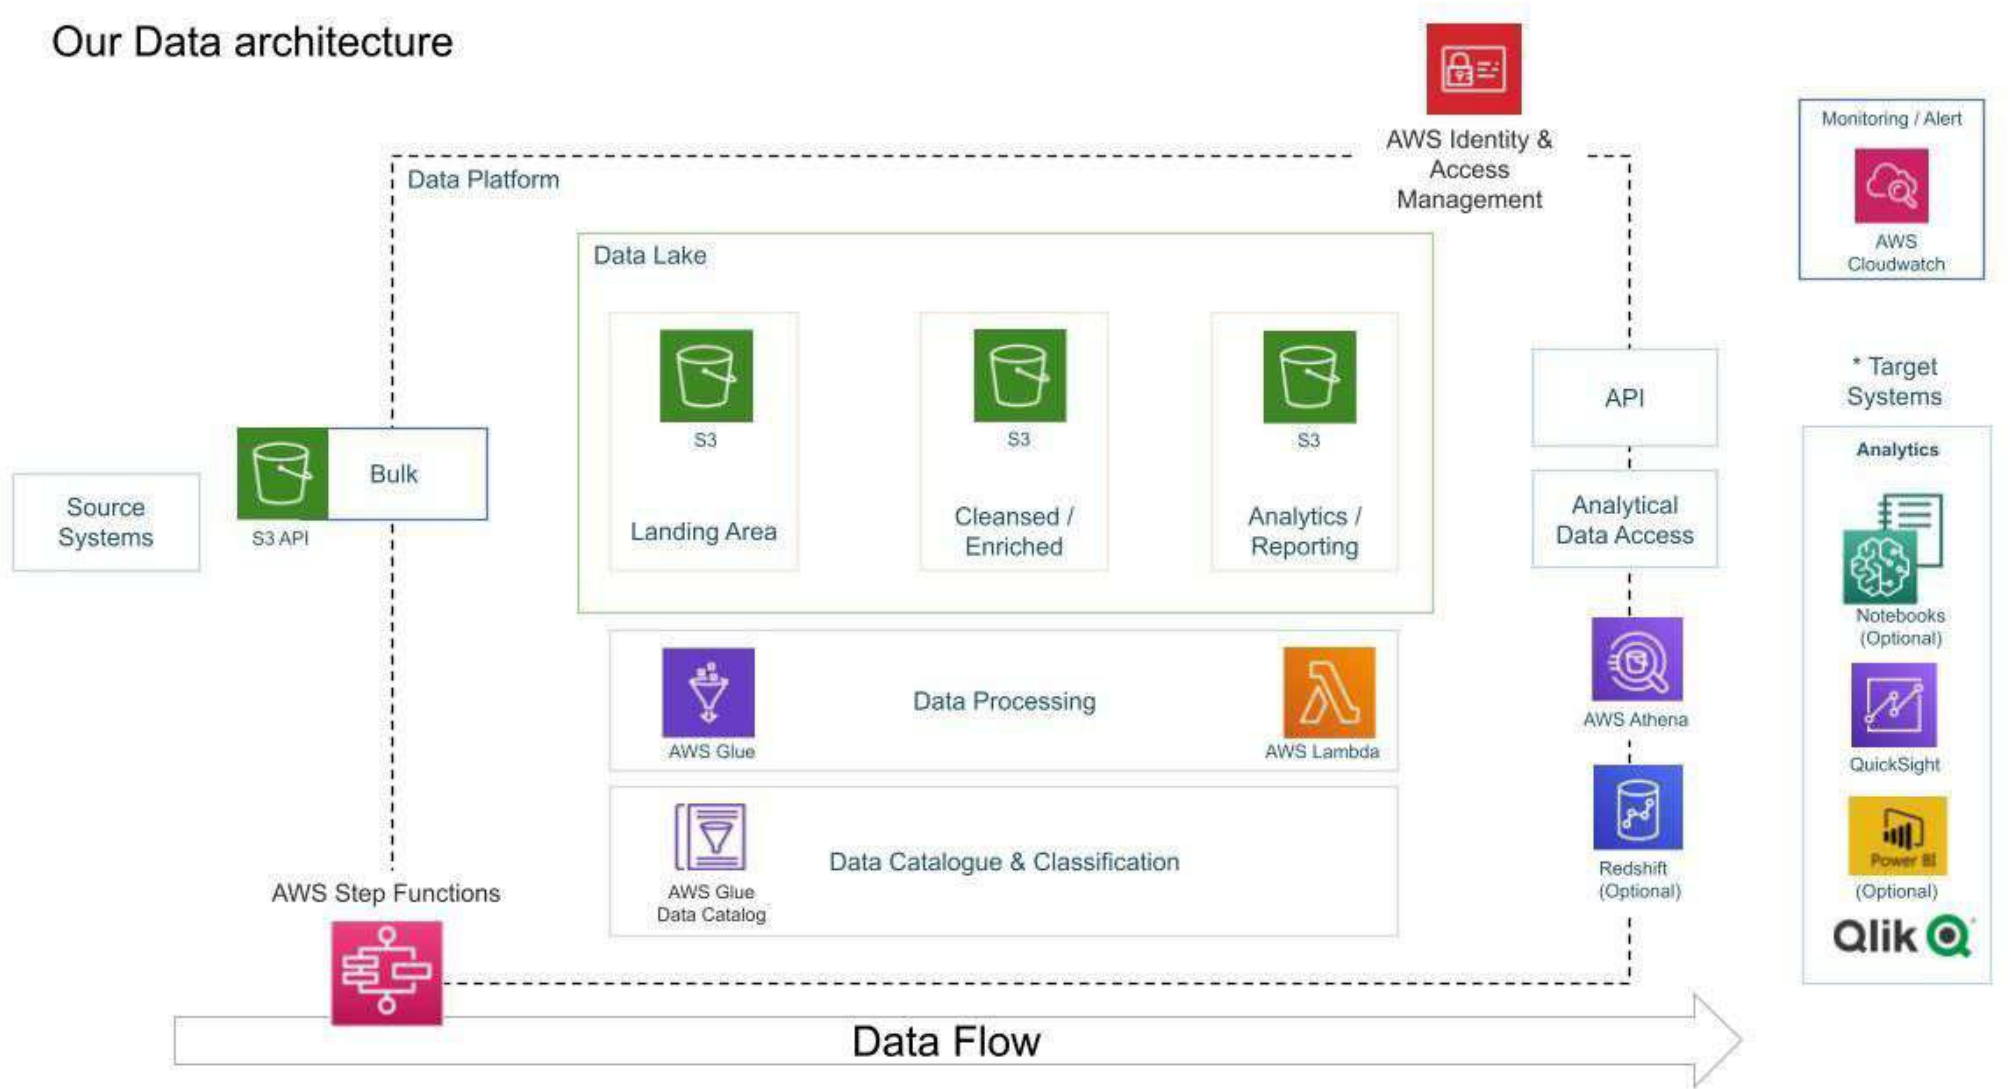 Our Data architecture
AWS Identity &
Access
Management
Monitoring / Alert
AWS
Cloudwatch
Data Platform
Data Lake
S3
Landing Area
S3
Cleansed /
Enriched
S3
Analytics /
Reporting
Source
Systems
S3 API
Bulk
API
Analytical
Data Access
* Target
Systems
Analytics
Notebooks
(Optional)
QuickSight
Power BI
(Optional)
Qlik
AWS Glue
Data Processing
AWS Lambda
AWS Athena
AWS Glue
Data Catalog
Data Catalogue & Classification
Redshift
(Optional)
AWS Step Functions
Data Flow